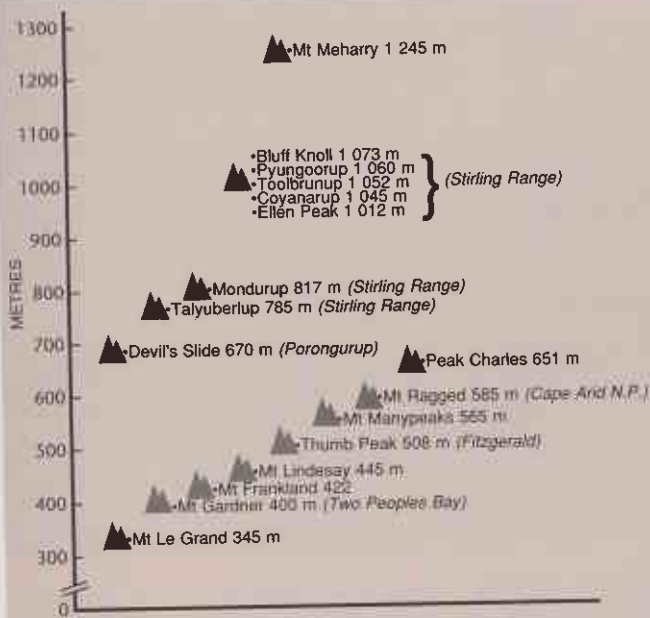 1300
Mt Meharry 1 245 m
1200
1100
•Bluff Knoll 1 073 m
•Pyungoorup 1 060 m
•Toolbrunup 1 052 m
•Coyanarup 1 045 m
•Ellen Peak 1 012 m
(Stirling Range)
1000
900
Mondurup 817 m (Stirling Range)
800
Talyuberlup 785 m (Stirling Range)
700
Devil's Slide 670 m (Porongurup)
Peak Charles 651 m
600
Mt Ragged 585 m (Cape Arid N.P.)
Mt Manypeaks 565 m
500
Thumb Peak 508 m (Fitzgerald)
Mt Lindesay 445 m
Mt Frankland 422
400
Mt Gardner 400 m (Two Peoples Bay)
Mt Le Grand 345 m
300
0
METRES